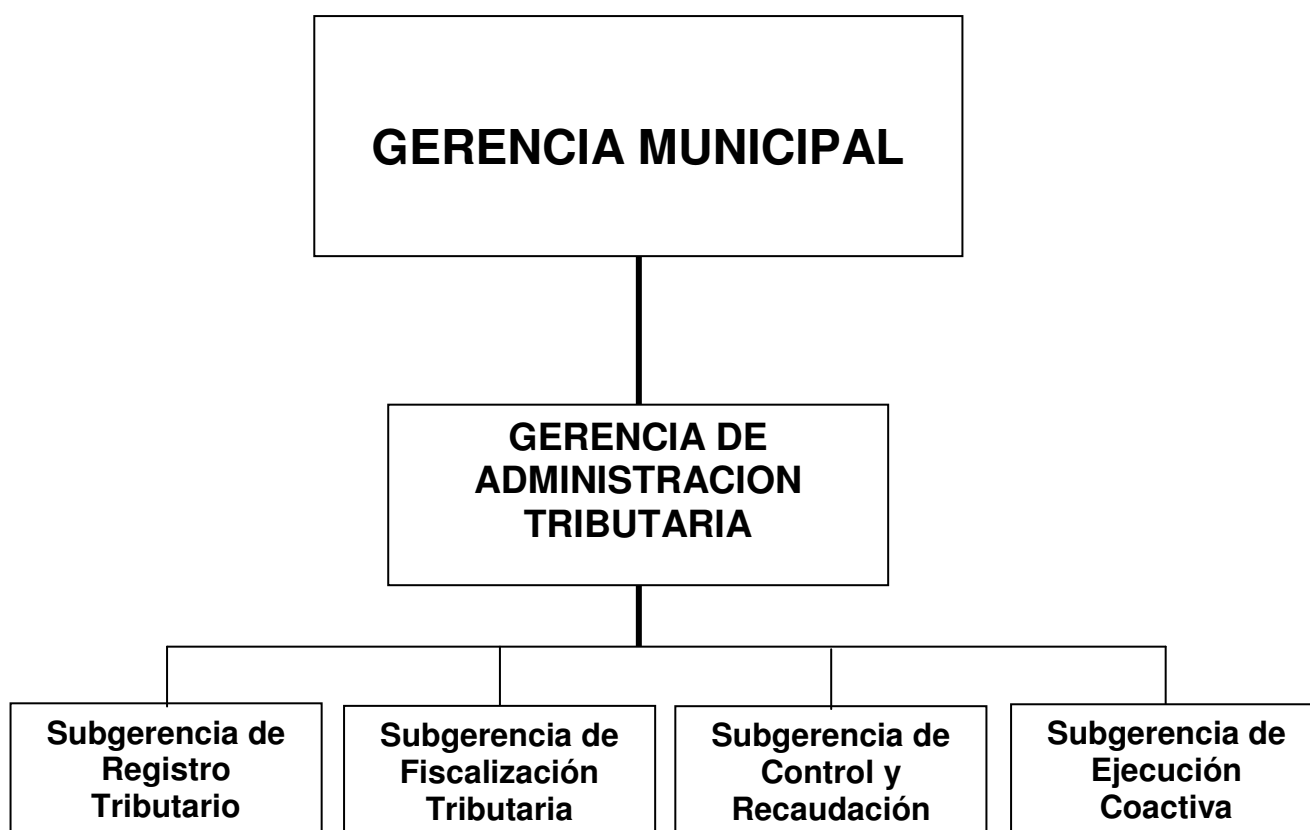 GERENCIA MUNICIPAL
GERENCIA DE
ADMINISTRACION
TRIBUTARIA
Subgerencia de
Registro
Tributario
Subgerencia de
Fiscalización
Tributaria
Subgerencia de
Control y
Recaudación
Subgerencia de
Ejecución
Coactiva